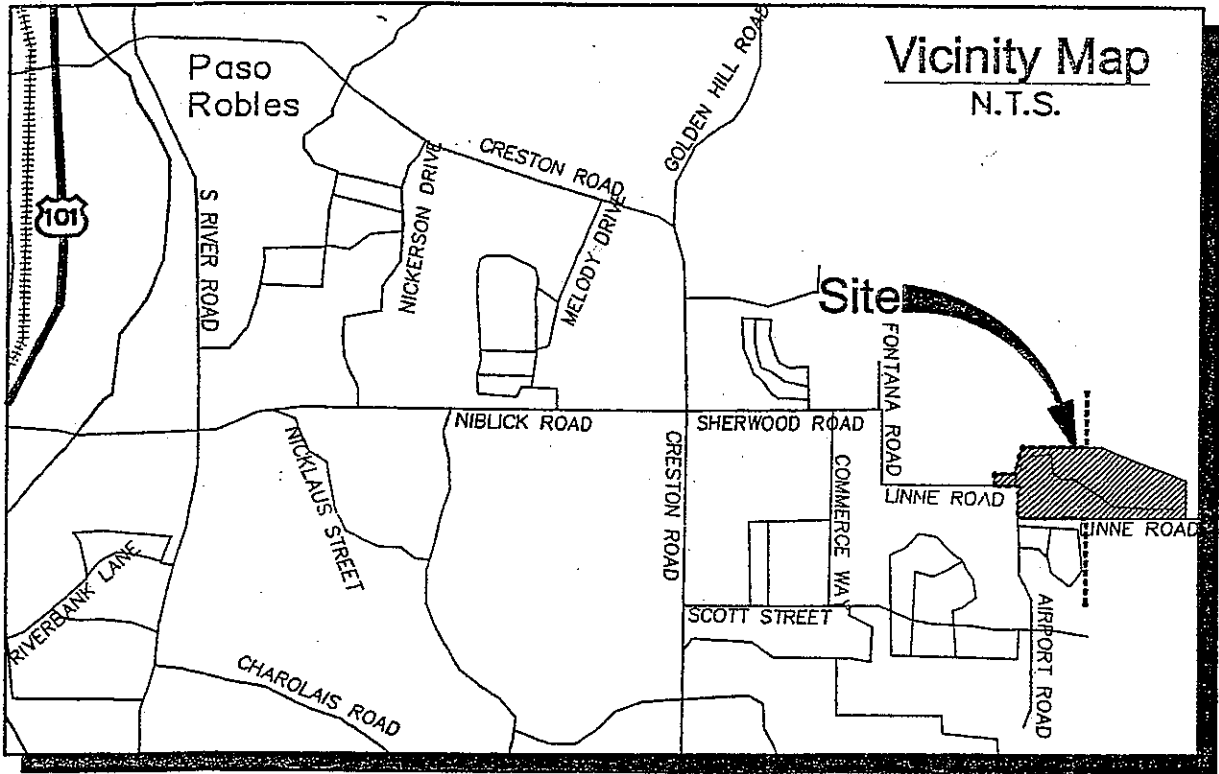 Vicinity Map
N.T.S.
Paso
Robles
GOLDEN HILL ROAD
CRESTON ROAD
101
S RIVER ROAD
NICKERSON DRIVE
MELODY DRIVE
Site
FONTANA ROAD
NIBLICK ROAD
SHERWOOD ROAD
NICKLAUS STREET
CRESTON ROAD
COMMERCE WAY
LINNE ROAD
LINNE ROAD
RIVERBANK LANE
SCOTT STREET
AIRPORT ROAD
CHAROLAIS ROAD